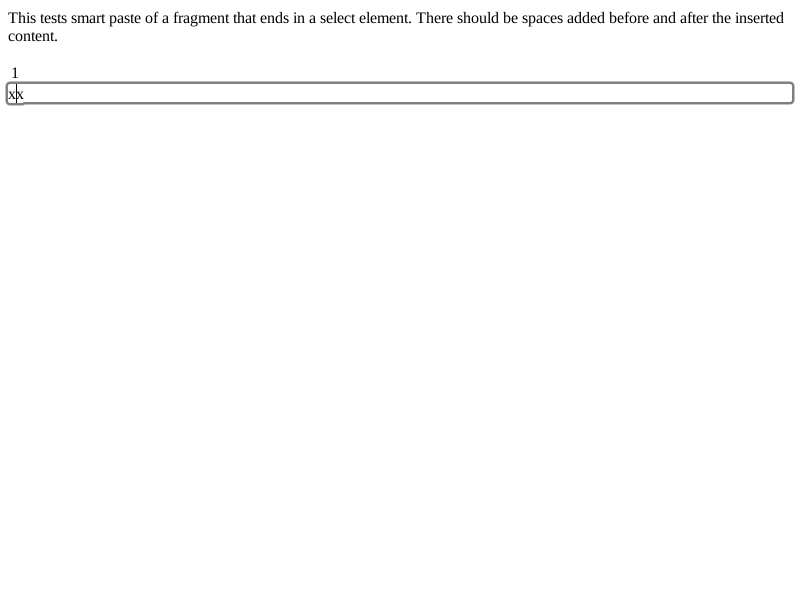 This tests smart paste of a fragment that ends in a select element. There should be spaces added before and after the inserted
content.
1
xx